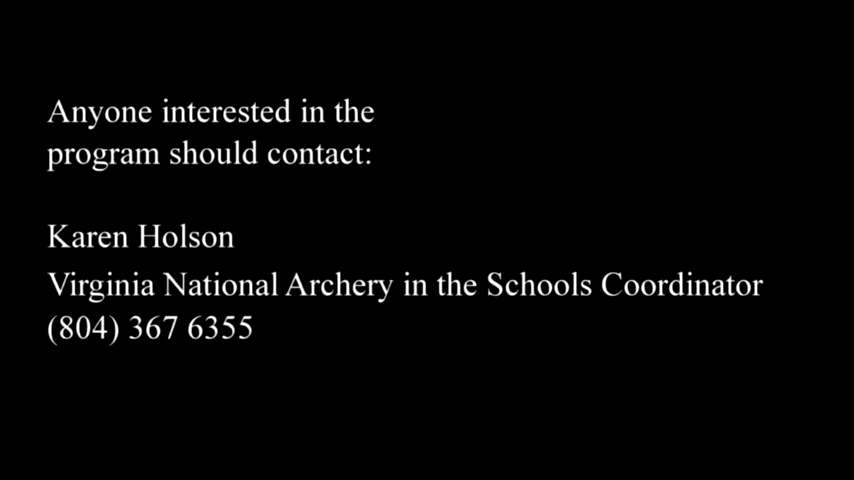 Anyone interested in the
program should contact:
Karen Holson
Virginia National Archery in the Schools Coordinator
(804) 367 6355